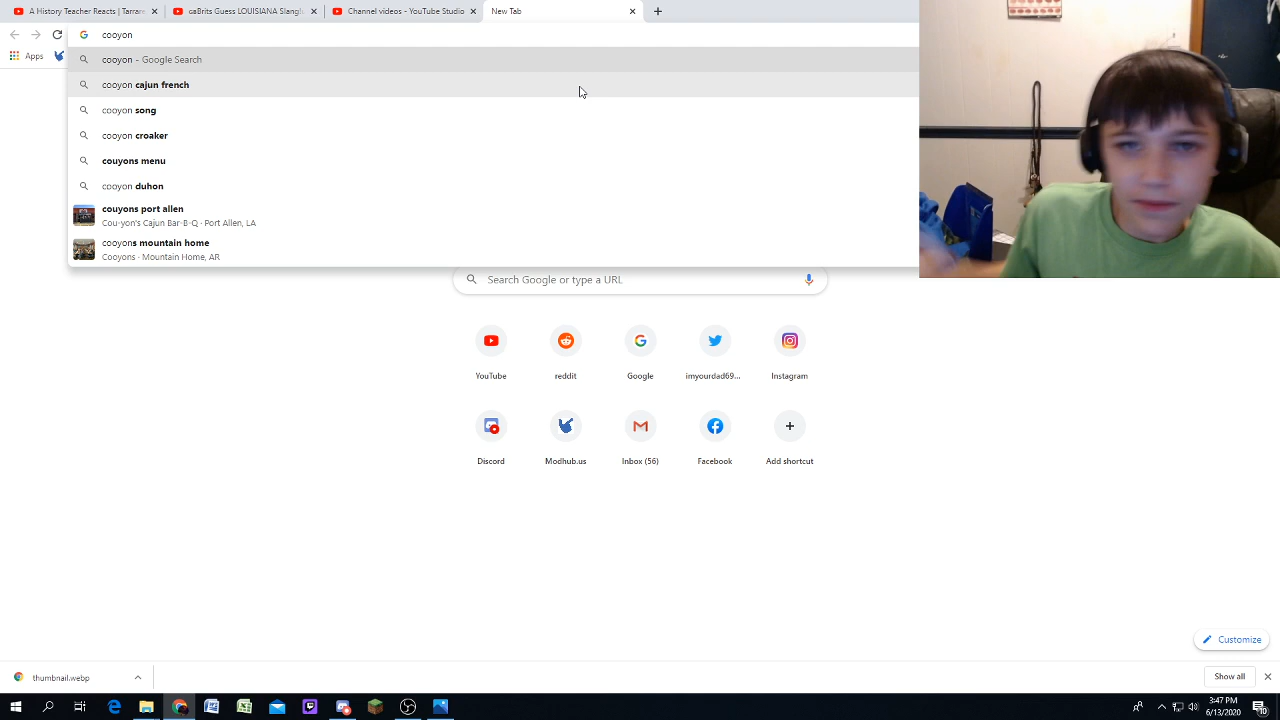 A History Teacher Reacts | Tarrare
Brits Guess LOUISIANA Slang
Channel videos - YouTube Studio
New Tab
cooyon
Apps
cooyon - Google Search
cooyon cajun french
cooyon song
cooyon croaker
couyons menu
cooyon duhon
couyons port allen
Cou-yon's Cajun Bar-B-Q · Port Allen, LA
cooyons mountain home
Cooyons - Mountain Home, AR
Search Google or type a URL
YouTube
reddit
Google
imyourdad69...
Instagram
Discord
Modhub.us
Inbox (56)
Facebook
Add shortcut
Customize
thumbnail.webp
Show all
3:47 PM
6/13/2020